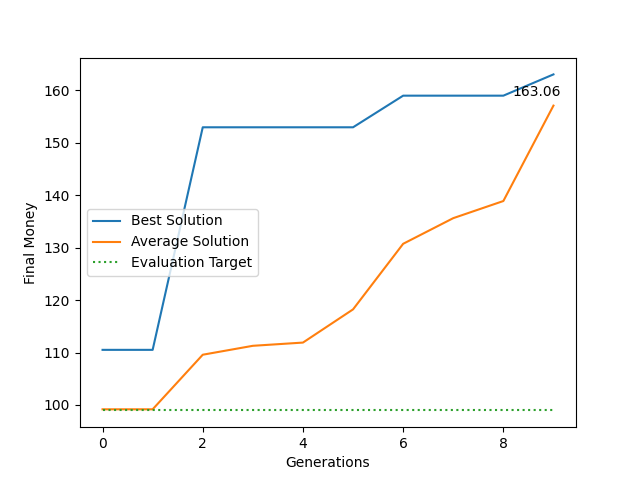 160
150
140
130
120
110
100
Final Money
163.06
Best Solution
Average Solution
Evaluation Target
0
2
4
6
8
Generations